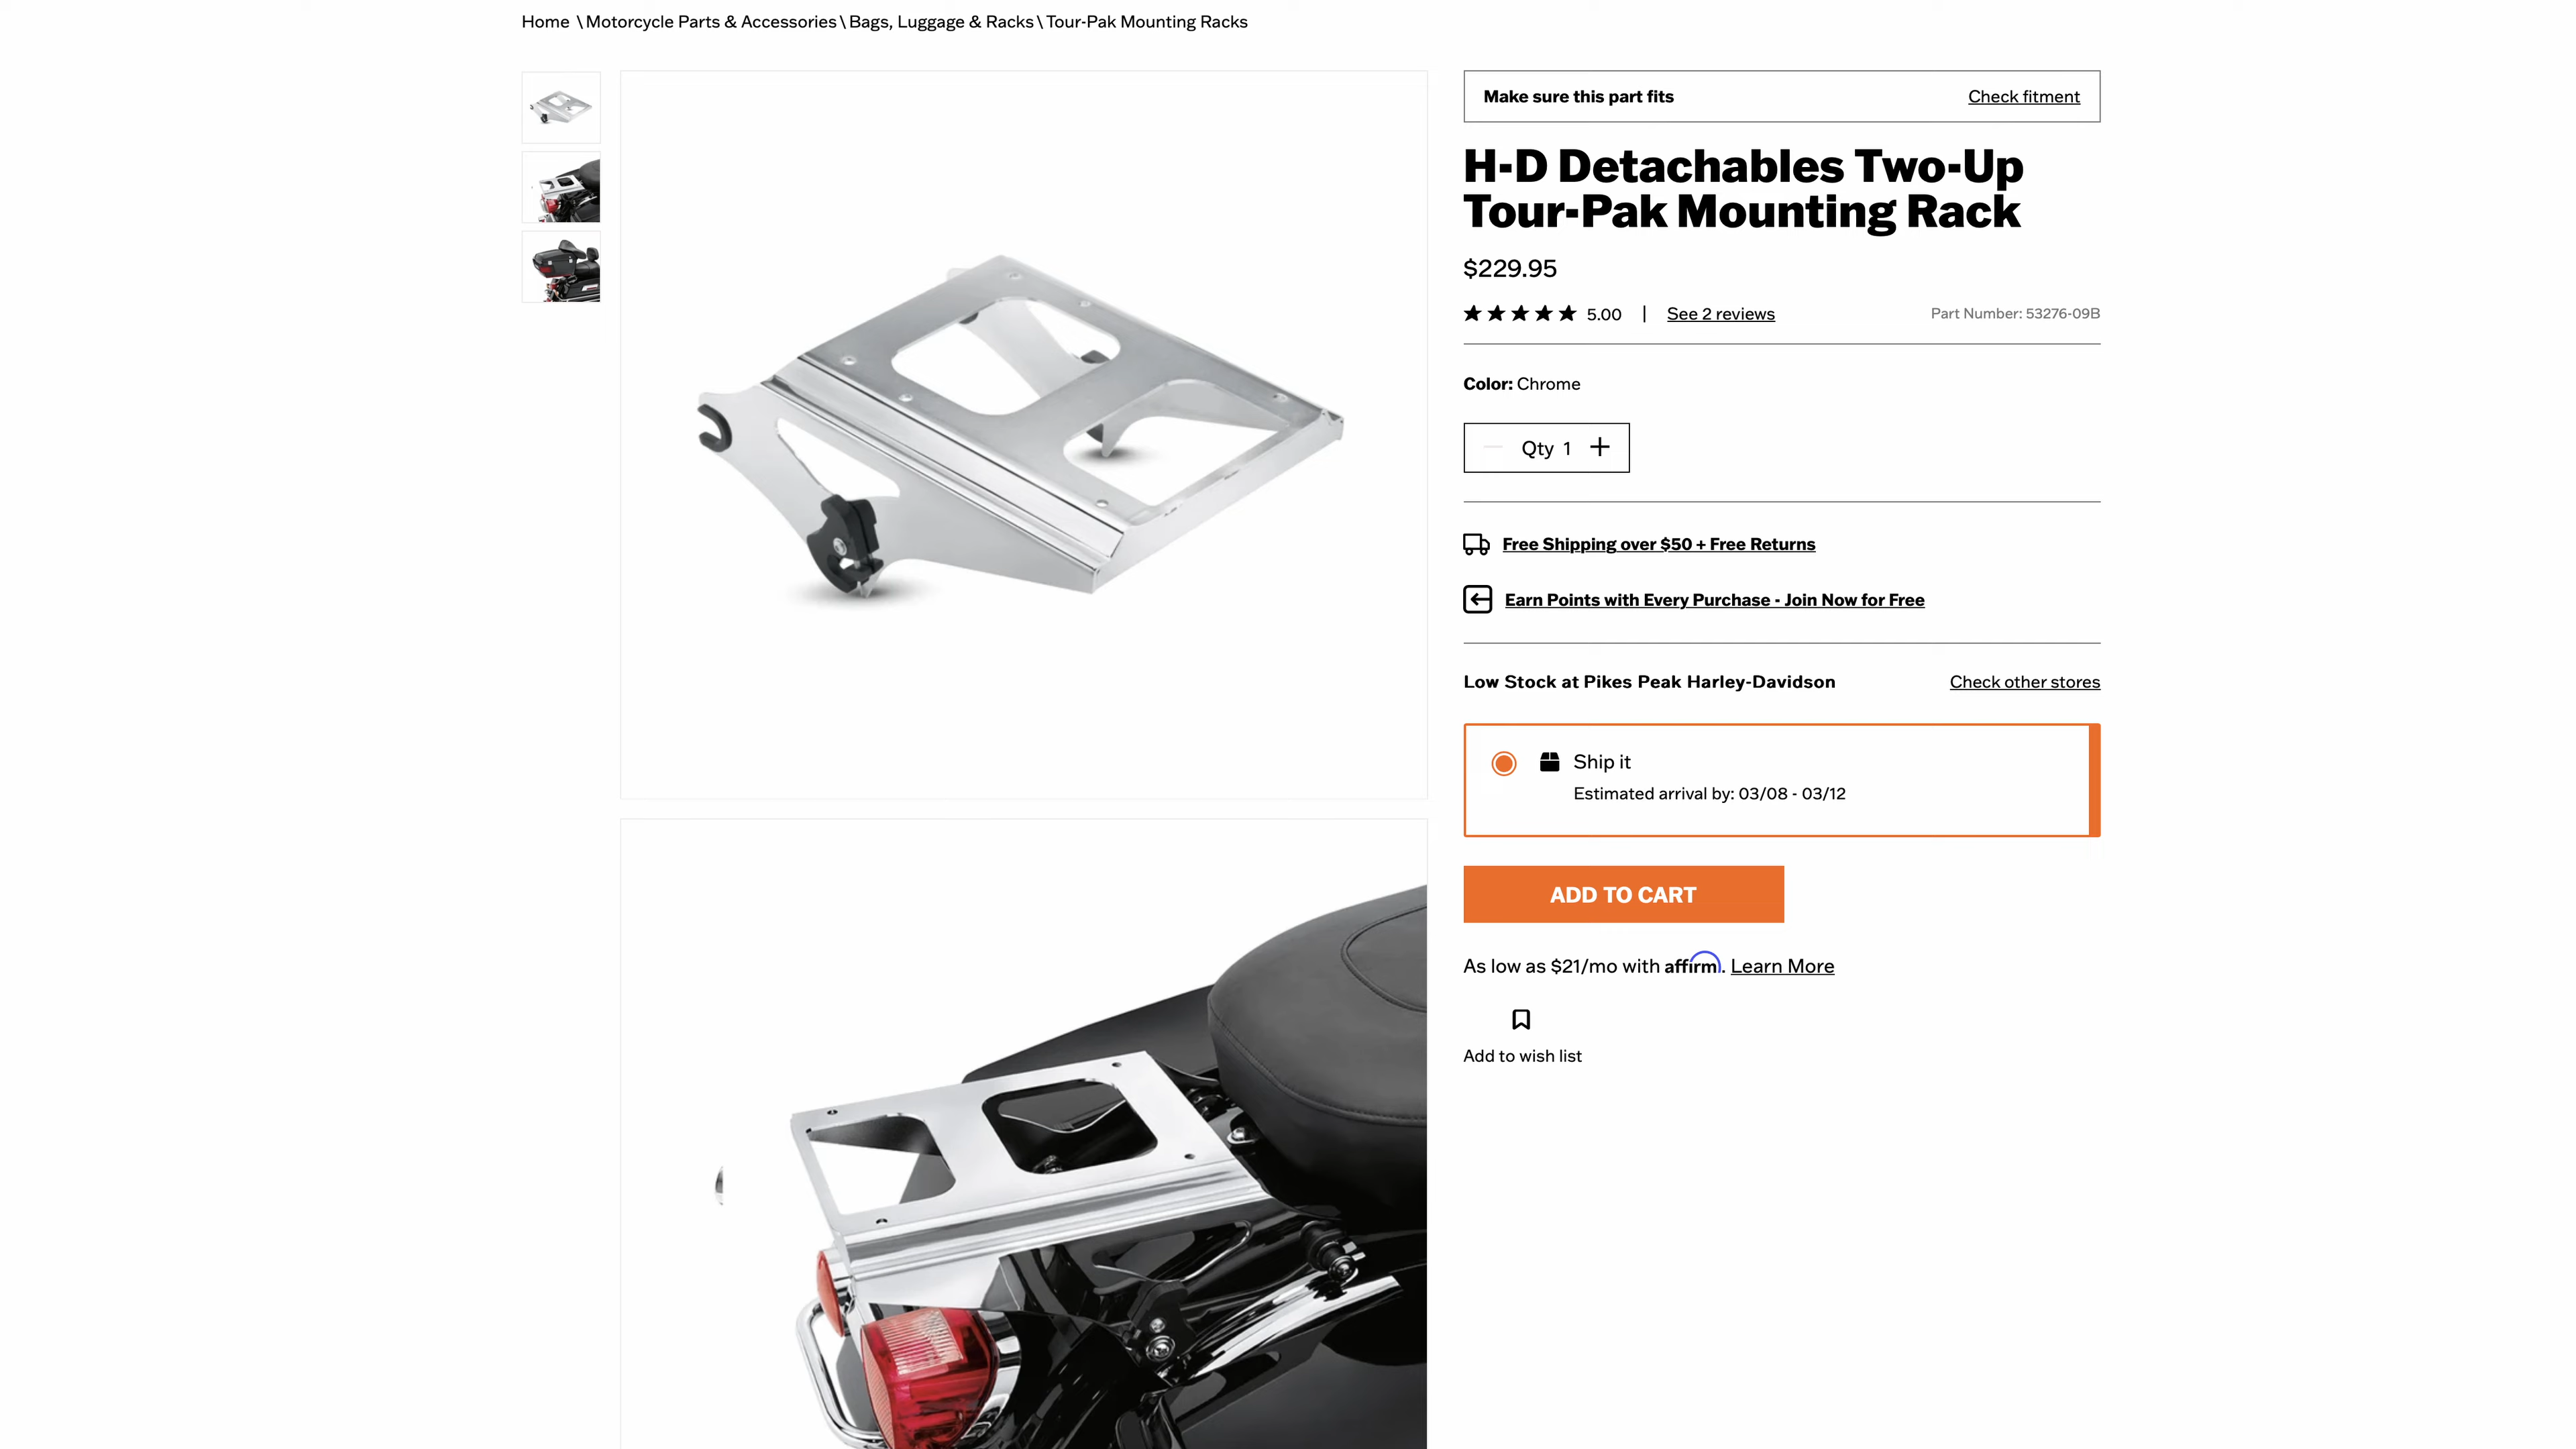 Home \ Motorcycle Parts & Accessories \ Bags, Luggage & Racks \ Tour-Pak Mounting Racks
Make sure this part fits
Check fitment
H-D Detachables Two-Up
Tour-Pak Mounting Rack
$229.95
5.00 | See 2 reviews
Part Number: 53276-09B
Color: Chrome
Qty 1
Free Shipping over $50 + Free Returns
Earn Points with Every Purchase - Join Now for Free
Low Stock at Pikes Peak Harley-Davidson
Check other stores
Ship it
Estimated arrival by: 03/08 - 03/12
ADD TO CART
As low as $21/mo with affirm. Learn More
Add to wish list